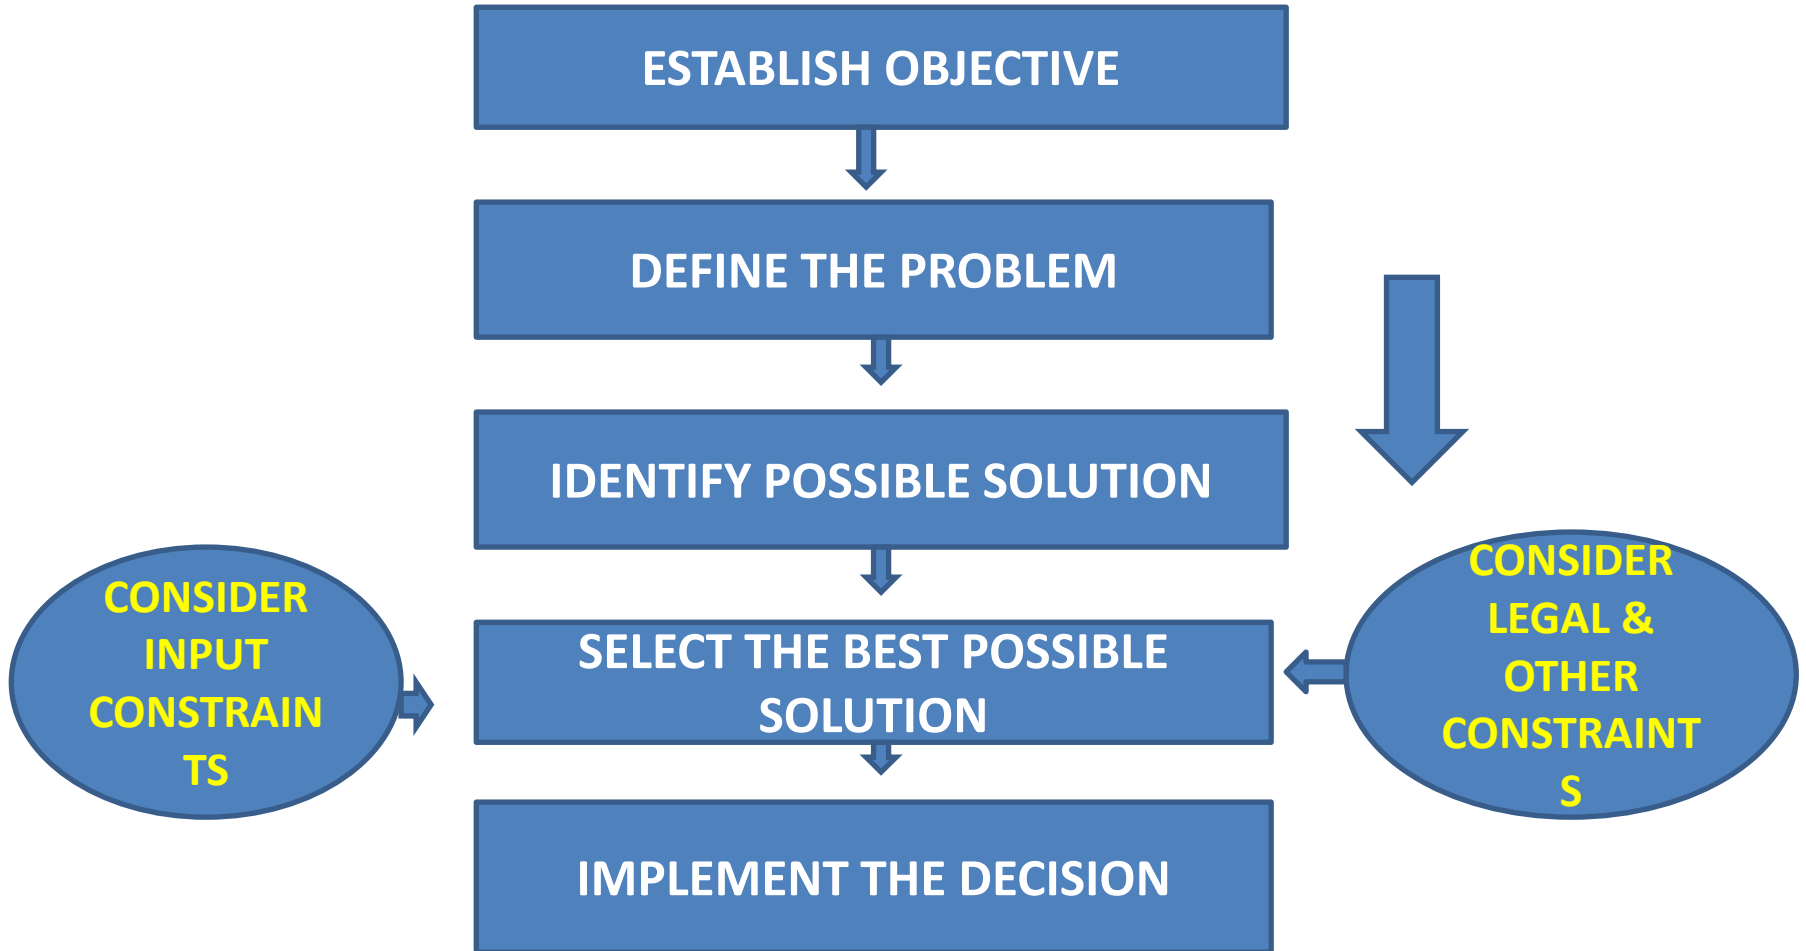 ESTABLISH OBJECTIVE
DEFINE THE PROBLEM
IDENTIFY POSSIBLE SOLUTION
CONSIDER
INPUT
CONSTRAIN
TS
SELECT THE BEST POSSIBLE
SOLUTION
CONSIDER
LEGAL &
OTHER
CONSTRAINT
S
IMPLEMENT THE DECISION